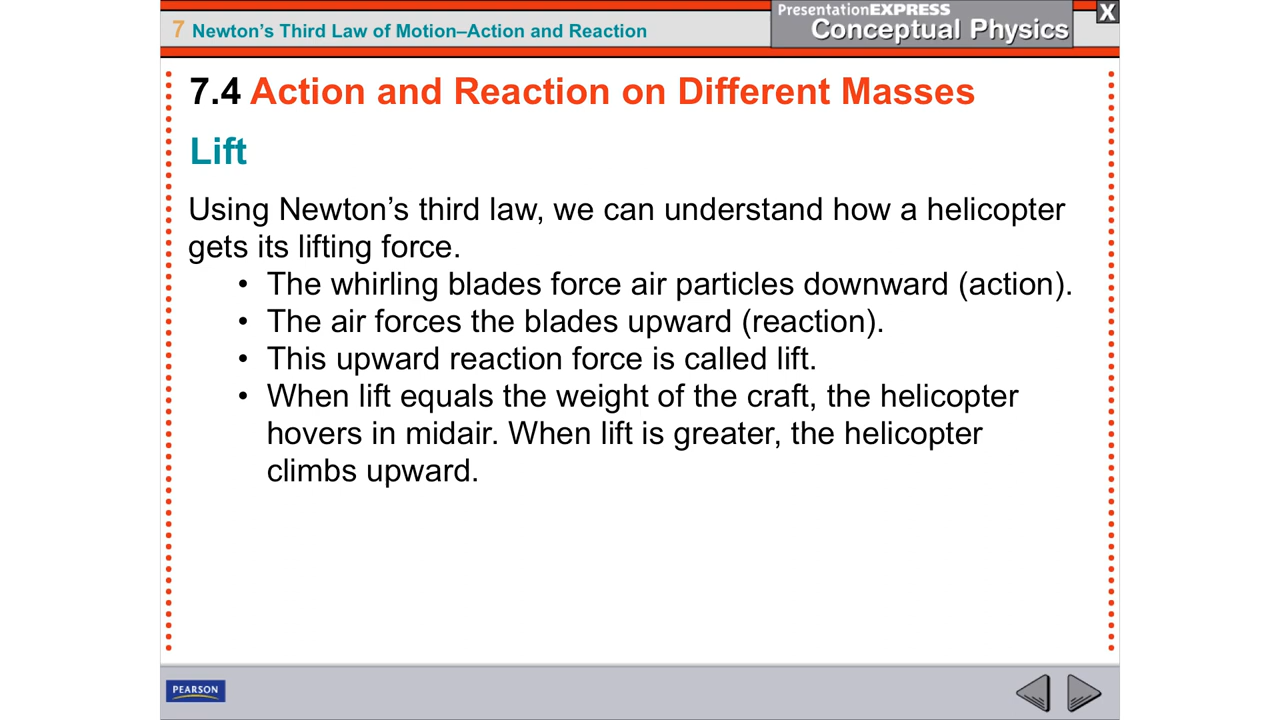 PresentationEXPRESS
Conceptual Physics
X
7 Newton’s Third Law of Motion–Action and Reaction
7.4 Action and Reaction on Different Masses
Lift
Using Newton’s third law, we can understand how a helicopter
gets its lifting force.
• The whirling blades force air particles downward (action).
• The air forces the blades upward (reaction).
• This upward reaction force is called lift.
• When lift equals the weight of the craft, the helicopter
hovers in midair. When lift is greater, the helicopter
climbs upward.
PEARSON